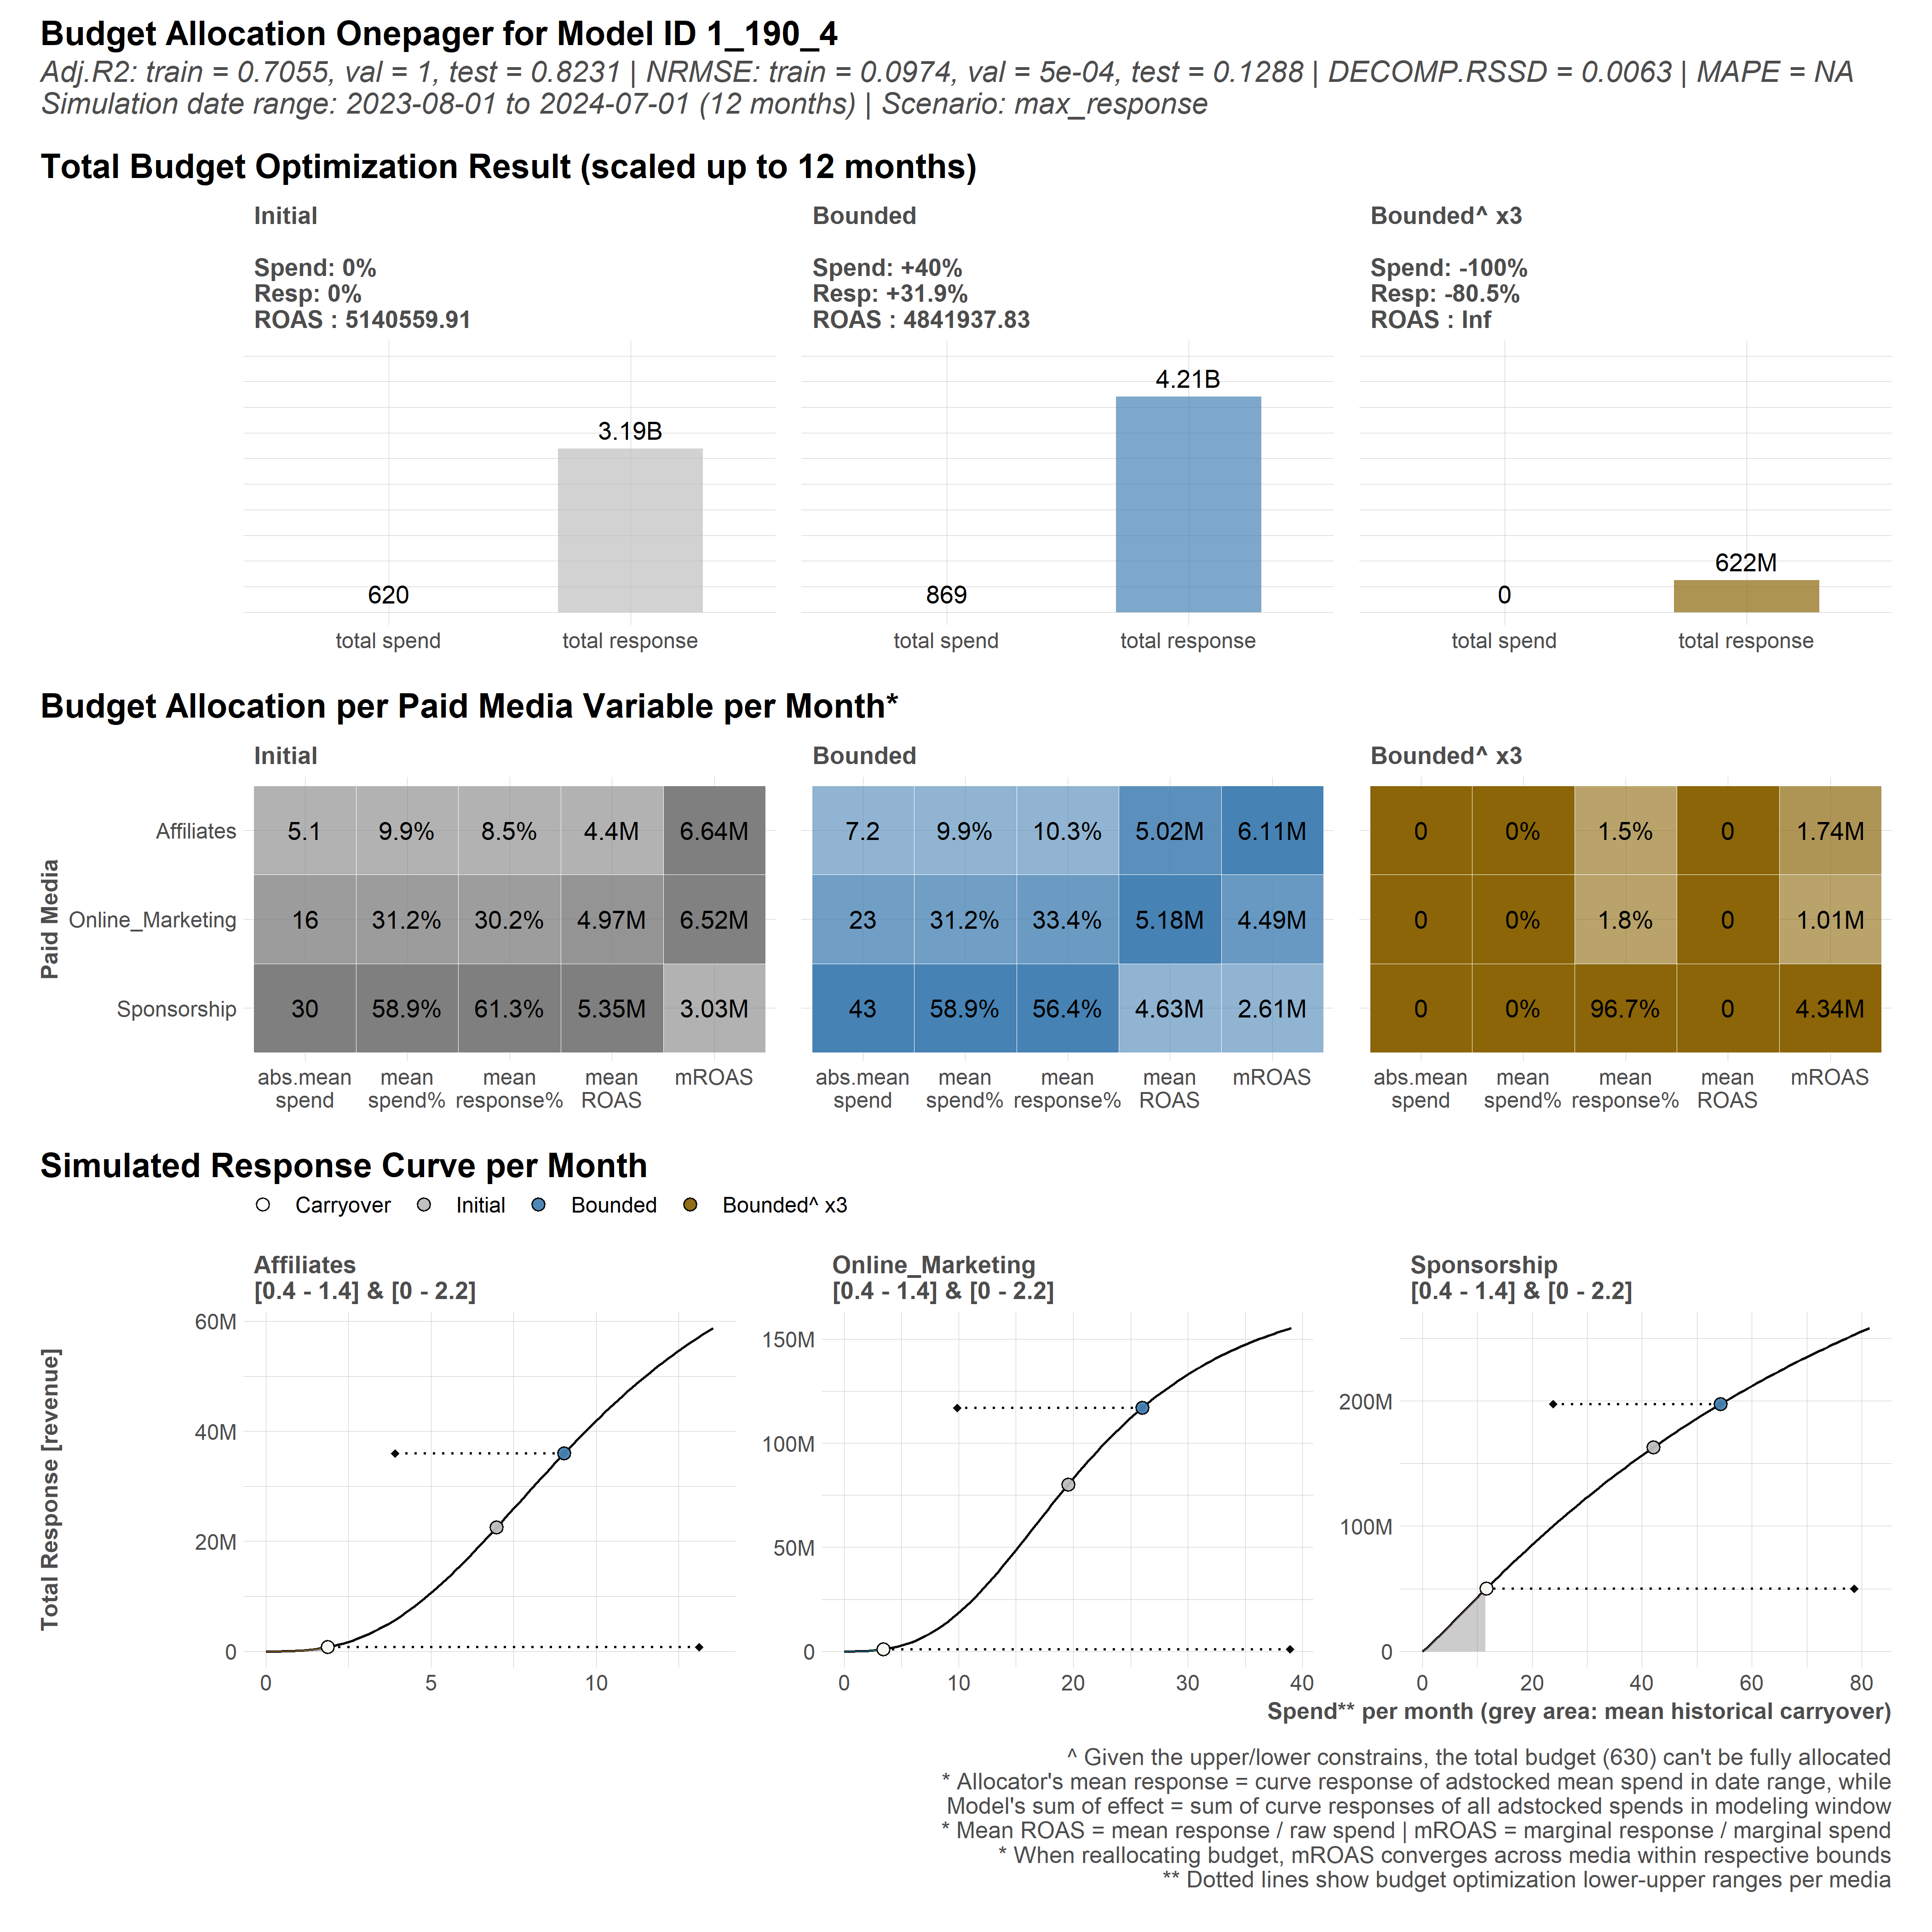 Budget Allocation Onepager for Model ID 1_190_4
Adj.R2: train = 0.7055, val = 1, test = 0.8231 | NRMSE: train = 0.0974, val = 5e-04, test = 0.1288 | DECOMP.RSSD = 0.0063 | MAPE = NA
Simulation date range: 2023-08-01 to 2024-07-01 (12 months) | Scenario: max_response
Total Budget Optimization Result (scaled up to 12 months)
Initial
Spend: 0%
Resp: 0%
ROAS : 5140559.91
3.19B
620
total spend total response
Bounded
Spend: +40%
Resp: +31.9%
ROAS : 4841937.83
4.21B
869
total spend total response
Bounded^ x3
Spend: -100%
Resp: -80.5%
ROAS : Inf
622M
0
total spend total response
Budget Allocation per Paid Media Variable per Month*
Initial Bounded Bounded^ x3
Paid Media
Affiliates 5.1 9.9% 8.5% 4.4M 6.64M 7.2 9.9% 10.3% 5.02M 6.11M 0 0% 1.5% 0 1.74M
Online_Marketing 16 31.2% 30.2% 4.97M 6.52M 23 31.2% 33.4% 5.18M 4.49M 0 0% 1.8% 0 1.01M
Sponsorship 30 58.9% 61.3% 5.35M 3.03M 43 58.9% 56.4% 4.63M 2.61M 0 0% 96.7% 0 4.34M
abs.mean mean mean mean mROAS abs.mean mean mean mean mROAS abs.mean mean mean mean mROAS
spend spend% response% ROAS spend spend% response% ROAS spend spend% response% ROAS
Simulated Response Curve per Month
Carryover Initial Bounded Bounded^ x3
Total Response [revenue]
Affiliates
[0.4 - 1.4] & [0 - 2.2]
60M
40M
20M
0
0 5 10
Online_Marketing
[0.4 - 1.4] & [0 - 2.2]
150M
100M
50M
0
0 10 20 30 40
Sponsorship
[0.4 - 1.4] & [0 - 2.2]
200M
100M
0
0 20 40 60 80
Spend** per month (grey area: mean historical carryover)
^ Given the upper/lower constrains, the total budget (630) can't be fully allocated
* Allocator's mean response = curve response of adstocked mean spend in date range, while
Model's sum of effect = sum of curve responses of all adstocked spends in modeling window
* Mean ROAS = mean response / raw spend | mROAS = marginal response / marginal spend
* When reallocating budget, mROAS converges across media within respective bounds
** Dotted lines show budget optimization lower-upper ranges per media